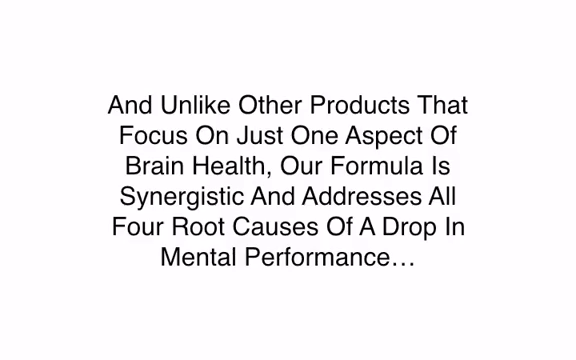 And Unlike Other Products That
Focus On Just One Aspect Of
Brain Health, Our Formula Is
Synergistic And Addresses All
Four Root Causes Of A Drop In
Mental Performance…